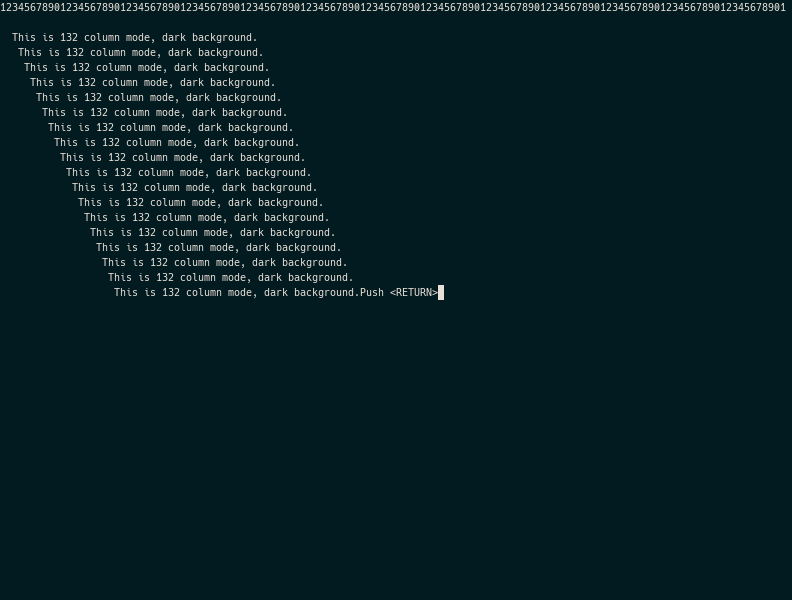 12345678901234567890123456789012345678901234567890123456789012345678901234567890123456789012345678901234567890123456789012345678901
  This is 132 column mode, dark background.
   This is 132 column mode, dark background.
    This is 132 column mode, dark background.
     This is 132 column mode, dark background.
      This is 132 column mode, dark background.
       This is 132 column mode, dark background.
        This is 132 column mode, dark background.
         This is 132 column mode, dark background.
          This is 132 column mode, dark background.
           This is 132 column mode, dark background.
            This is 132 column mode, dark background.
             This is 132 column mode, dark background.
              This is 132 column mode, dark background.
               This is 132 column mode, dark background.
                This is 132 column mode, dark background.
                 This is 132 column mode, dark background.
                  This is 132 column mode, dark background.
                   This is 132 column mode, dark background.Push <RETURN>